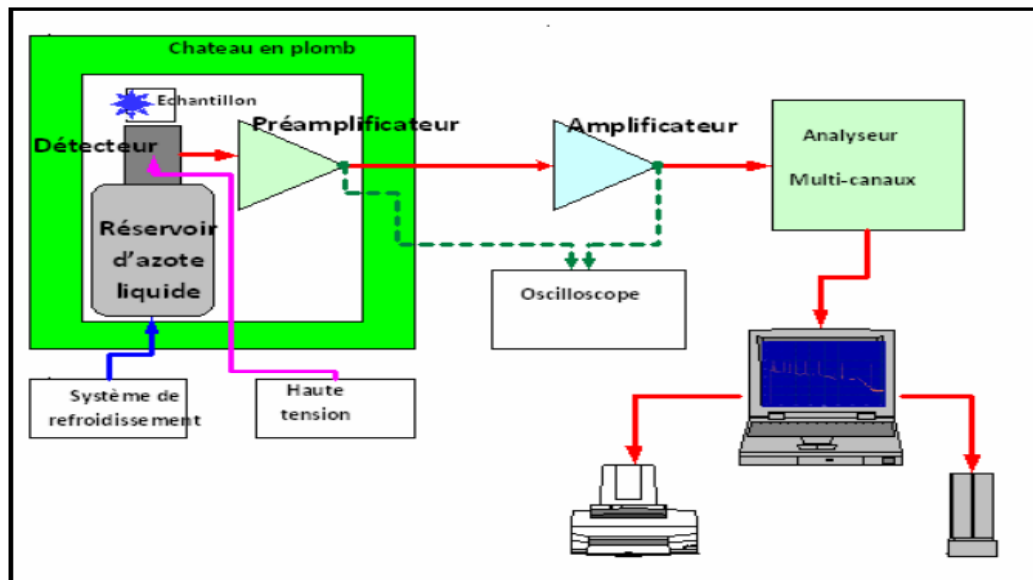 Chateau en plomb
Echantillon
Préamplificateur
Amplificateur
Détecteur
Analyseur
Multi-canaux
Réservoir
d'azote
liquide
Oscilloscope
Système de
refroidissement
Haute
tension